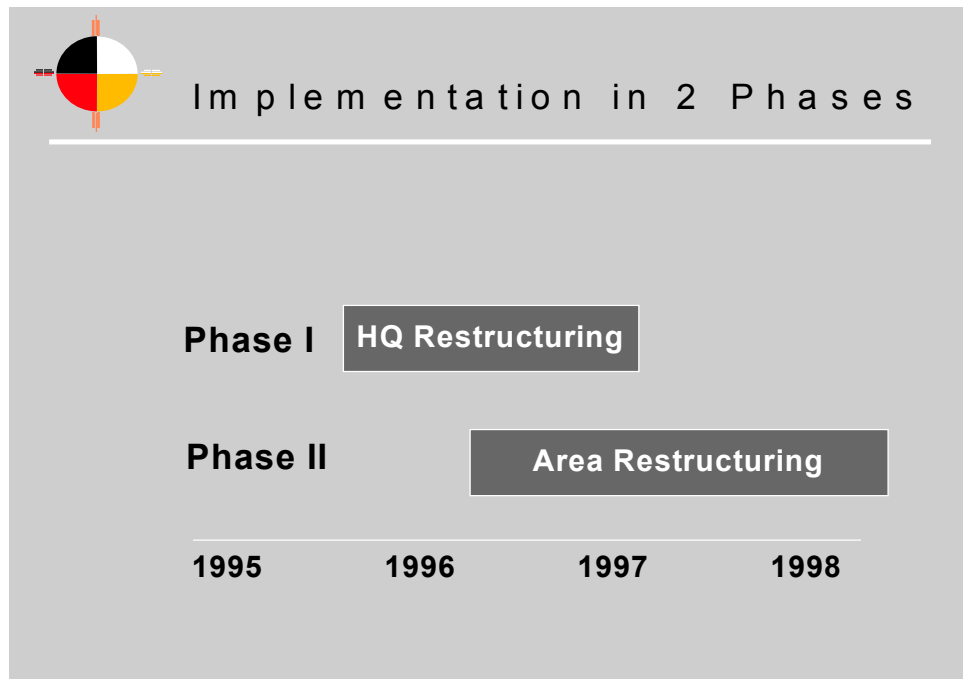 Implementation in 2 Phases
Phase I HQ Restructuring
Phase II Area Restructuring
1995 1996 1997 1998